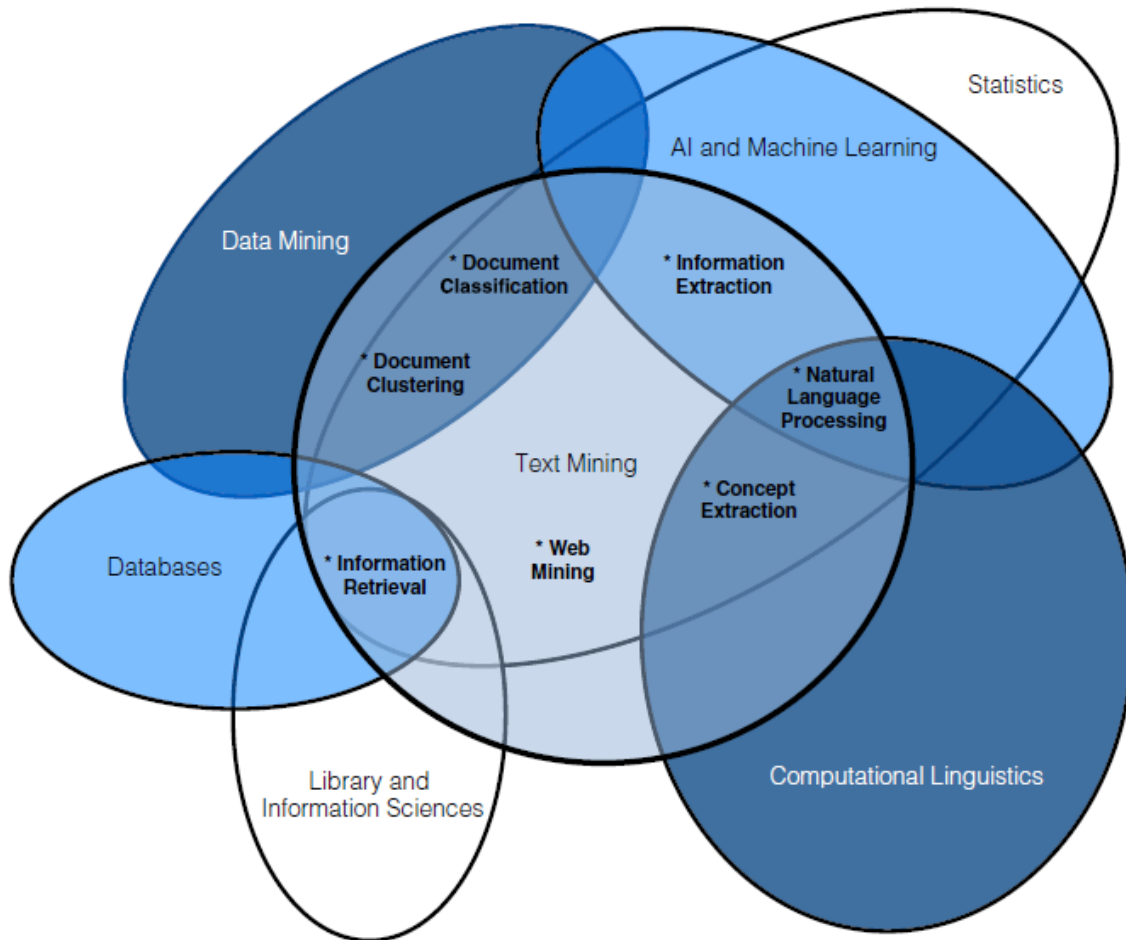 Statistics
AI and Machine Learning
Data Mining
* Document
Classification
* Information
Extraction
* Document
Clustering
* Natural
Language
Processing
Text Mining
* Concept
Extraction
* Web
Mining
Databases
* Information
Retrieval
Library and
Information Sciences
Computational Linguistics